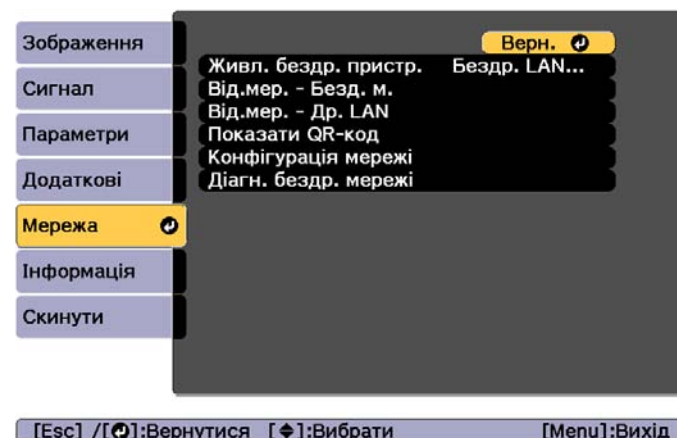 Зображення
Сигнал
Параметри
Додаткові
Мережа
Інформація
Скинути
Верн.
Живл. бездр. пристр. Бездр. LAN...
Від.мер. - Безд. м.
Від.мер. - Др. LAN
Показати QR-код
Конфігурація мережі
Діагн. бездр. мережі
[Esc] /[⏎]:Вернутися [◆]:Вибрати [Menu]:Вихід